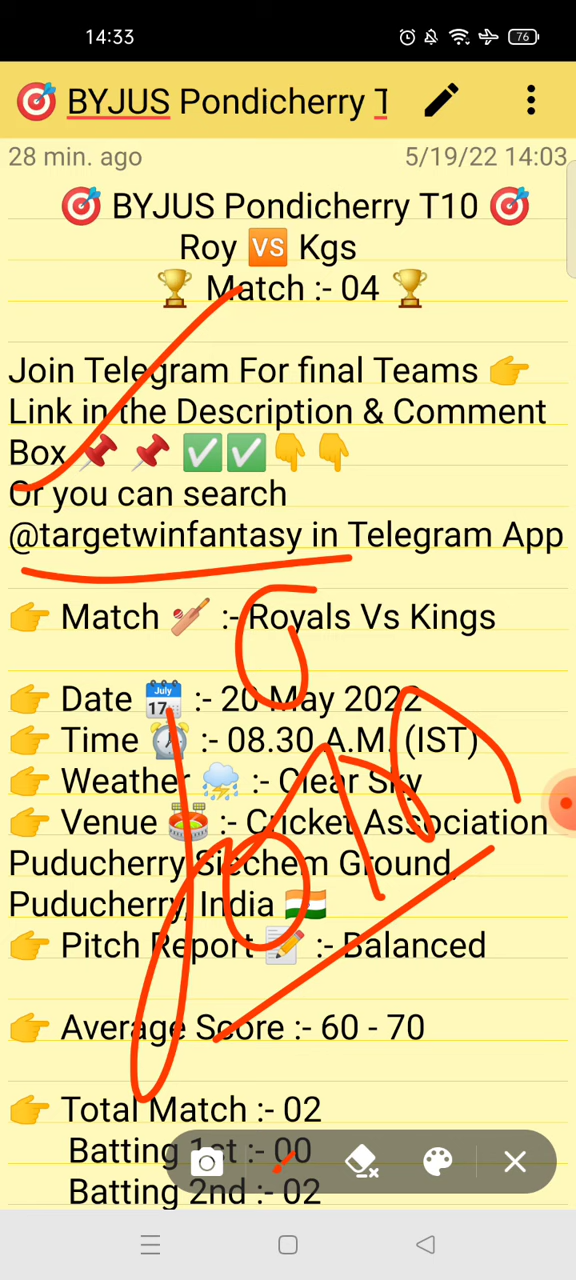 14:33
76
🎯 BYJUS Pondicherry T
28 min. ago
5/19/22 14:03
🎯 BYJUS Pondicherry T10 🎯
Roy 🆚 Kgs
🏆 Match :- 04 🏆
Join Telegram For final Teams 👉
Link in the Description & Comment
Box 📌 📌 ✅✅👇👇
Or you can search
@targetwinfantasy in Telegram App
👉 Match 🏏 :- Royals Vs Kings
👉 Date 📅 :- 20 May 2022
👉 Time ⏰ :- 08.30 A.M. (IST)
👉 Weather ⛈️ :- Clear Sky
👉 Venue 🏟️ :- Cricket Association
Puducherry Siechem Ground,
Puducherry, India 🇮🇳
👉 Pitch Report 📝 :- Balanced
👉 Average Score :- 60 - 70
👉 Total Match :- 02
Batting 1st :- 00
Batting 2nd :- 02